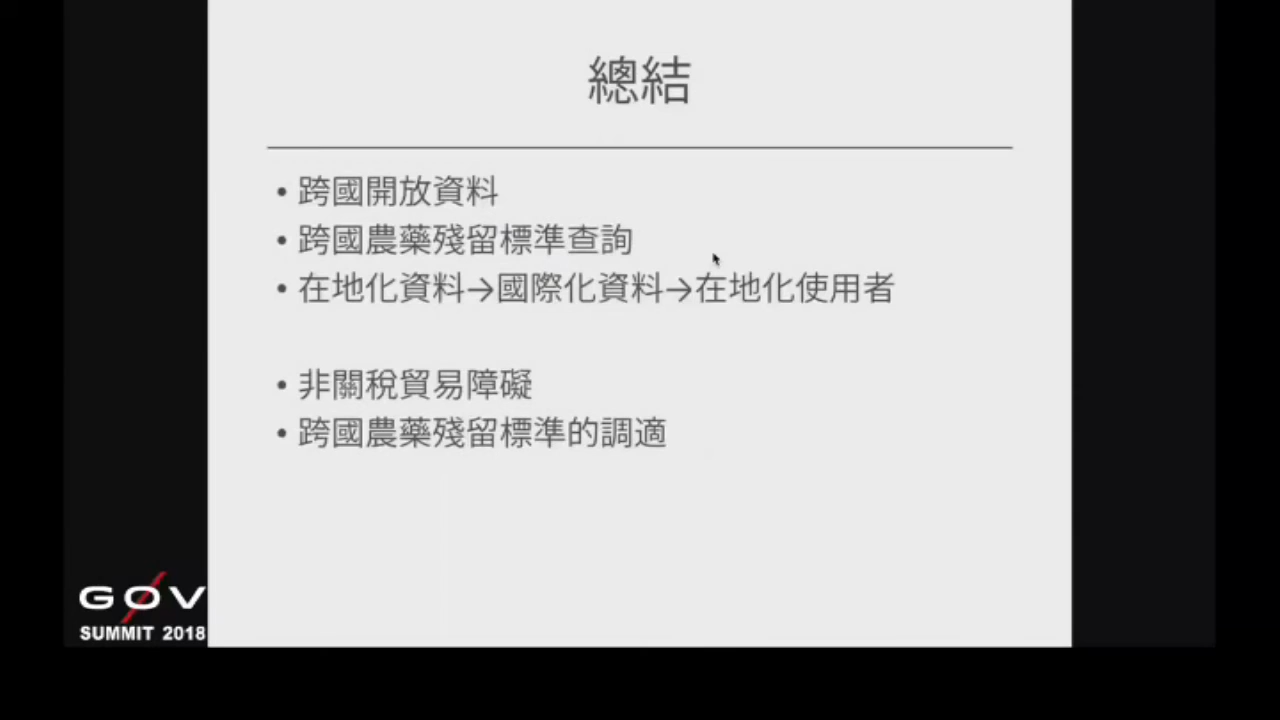 總結
• 跨國開放資料
• 跨國農藥殘留標準查詢
• 在地化資料→國際化資料→在地化使用者
• 非關稅貿易障礙
• 跨國農藥殘留標準的調適
GØV
SUMMIT 2018